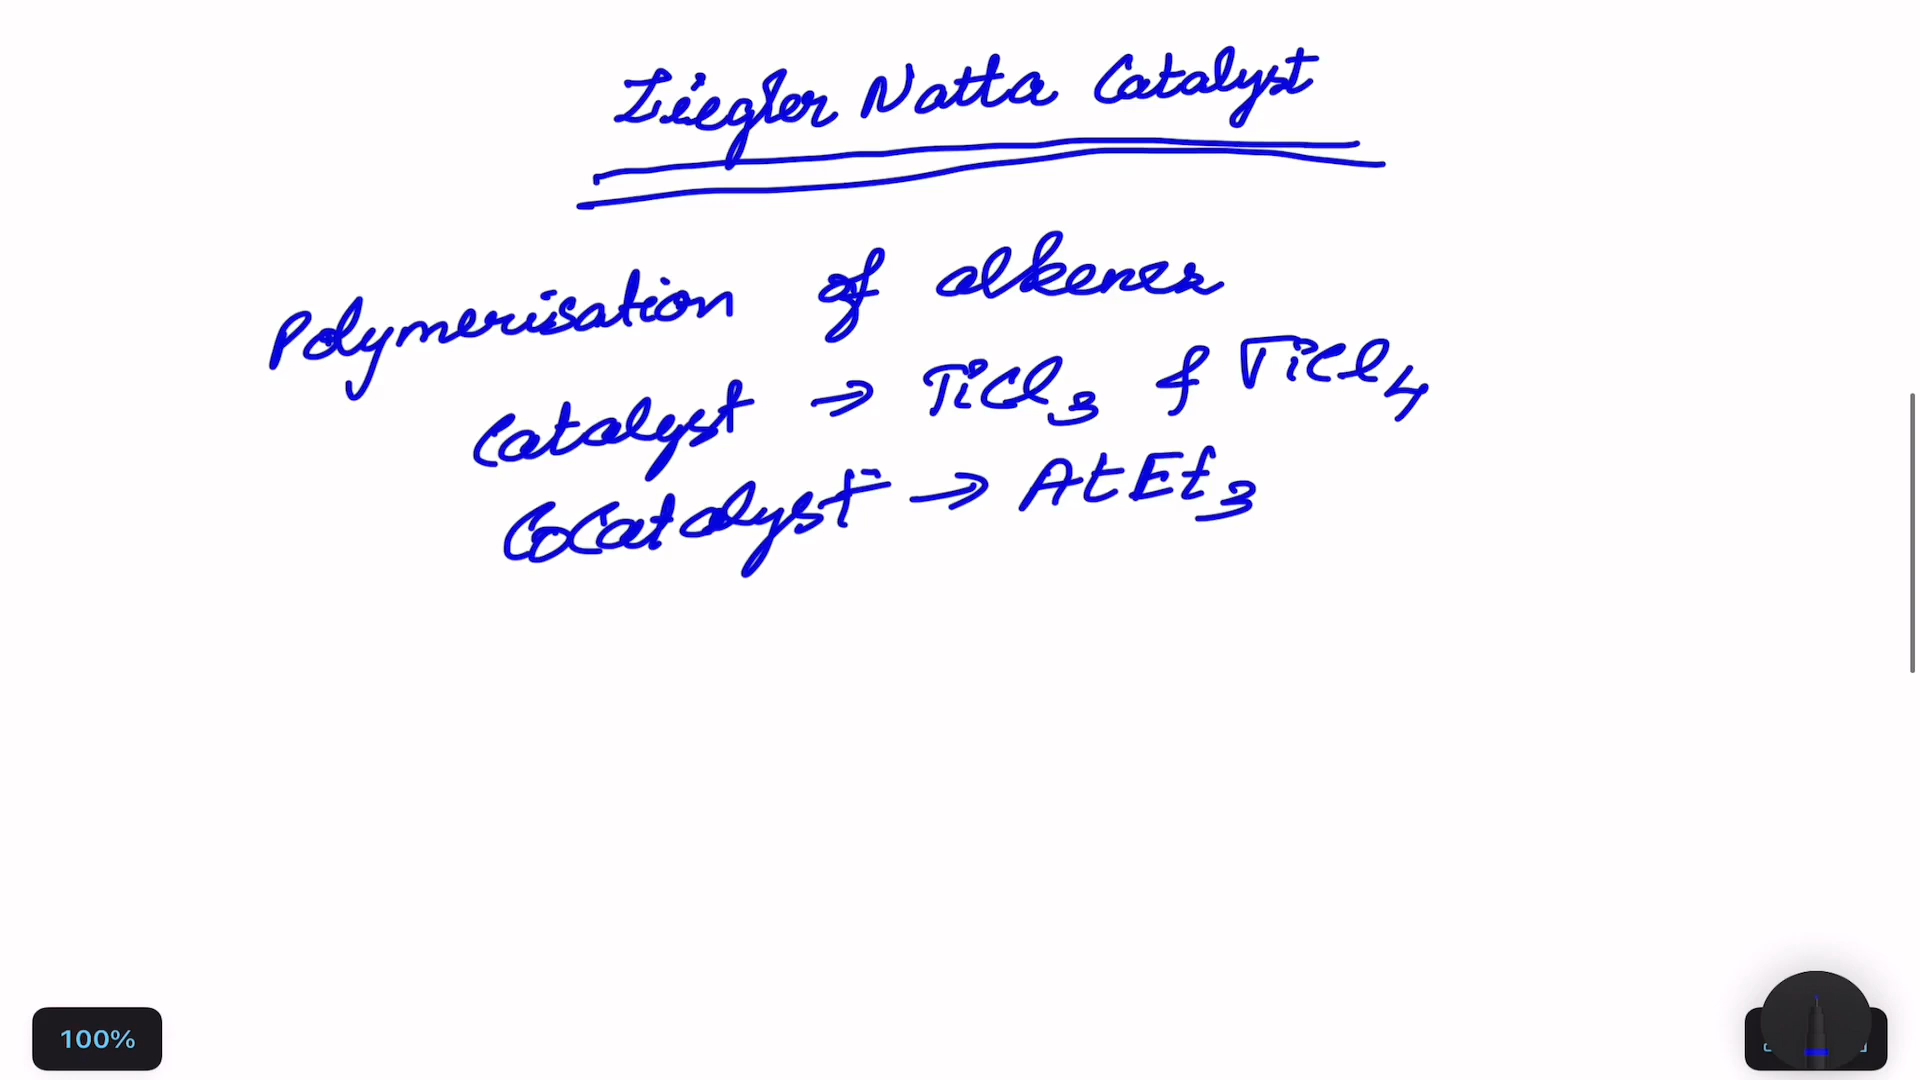 Ziegler Natta Catalyst
Polymerisation of alkenes
Catalyst → TiCl3 & TiCl4
Cocatalyst → AlEt3
100%